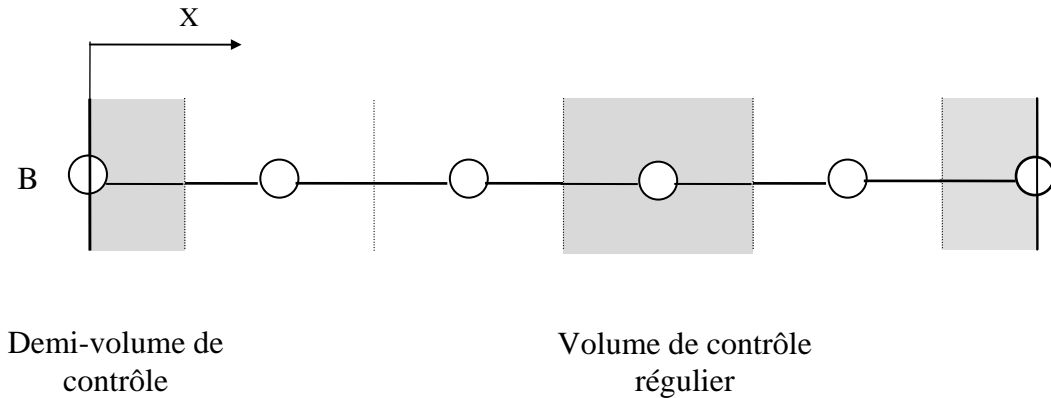 X
B
Demi-volume de
contrôle
Volume de contrôle
régulier